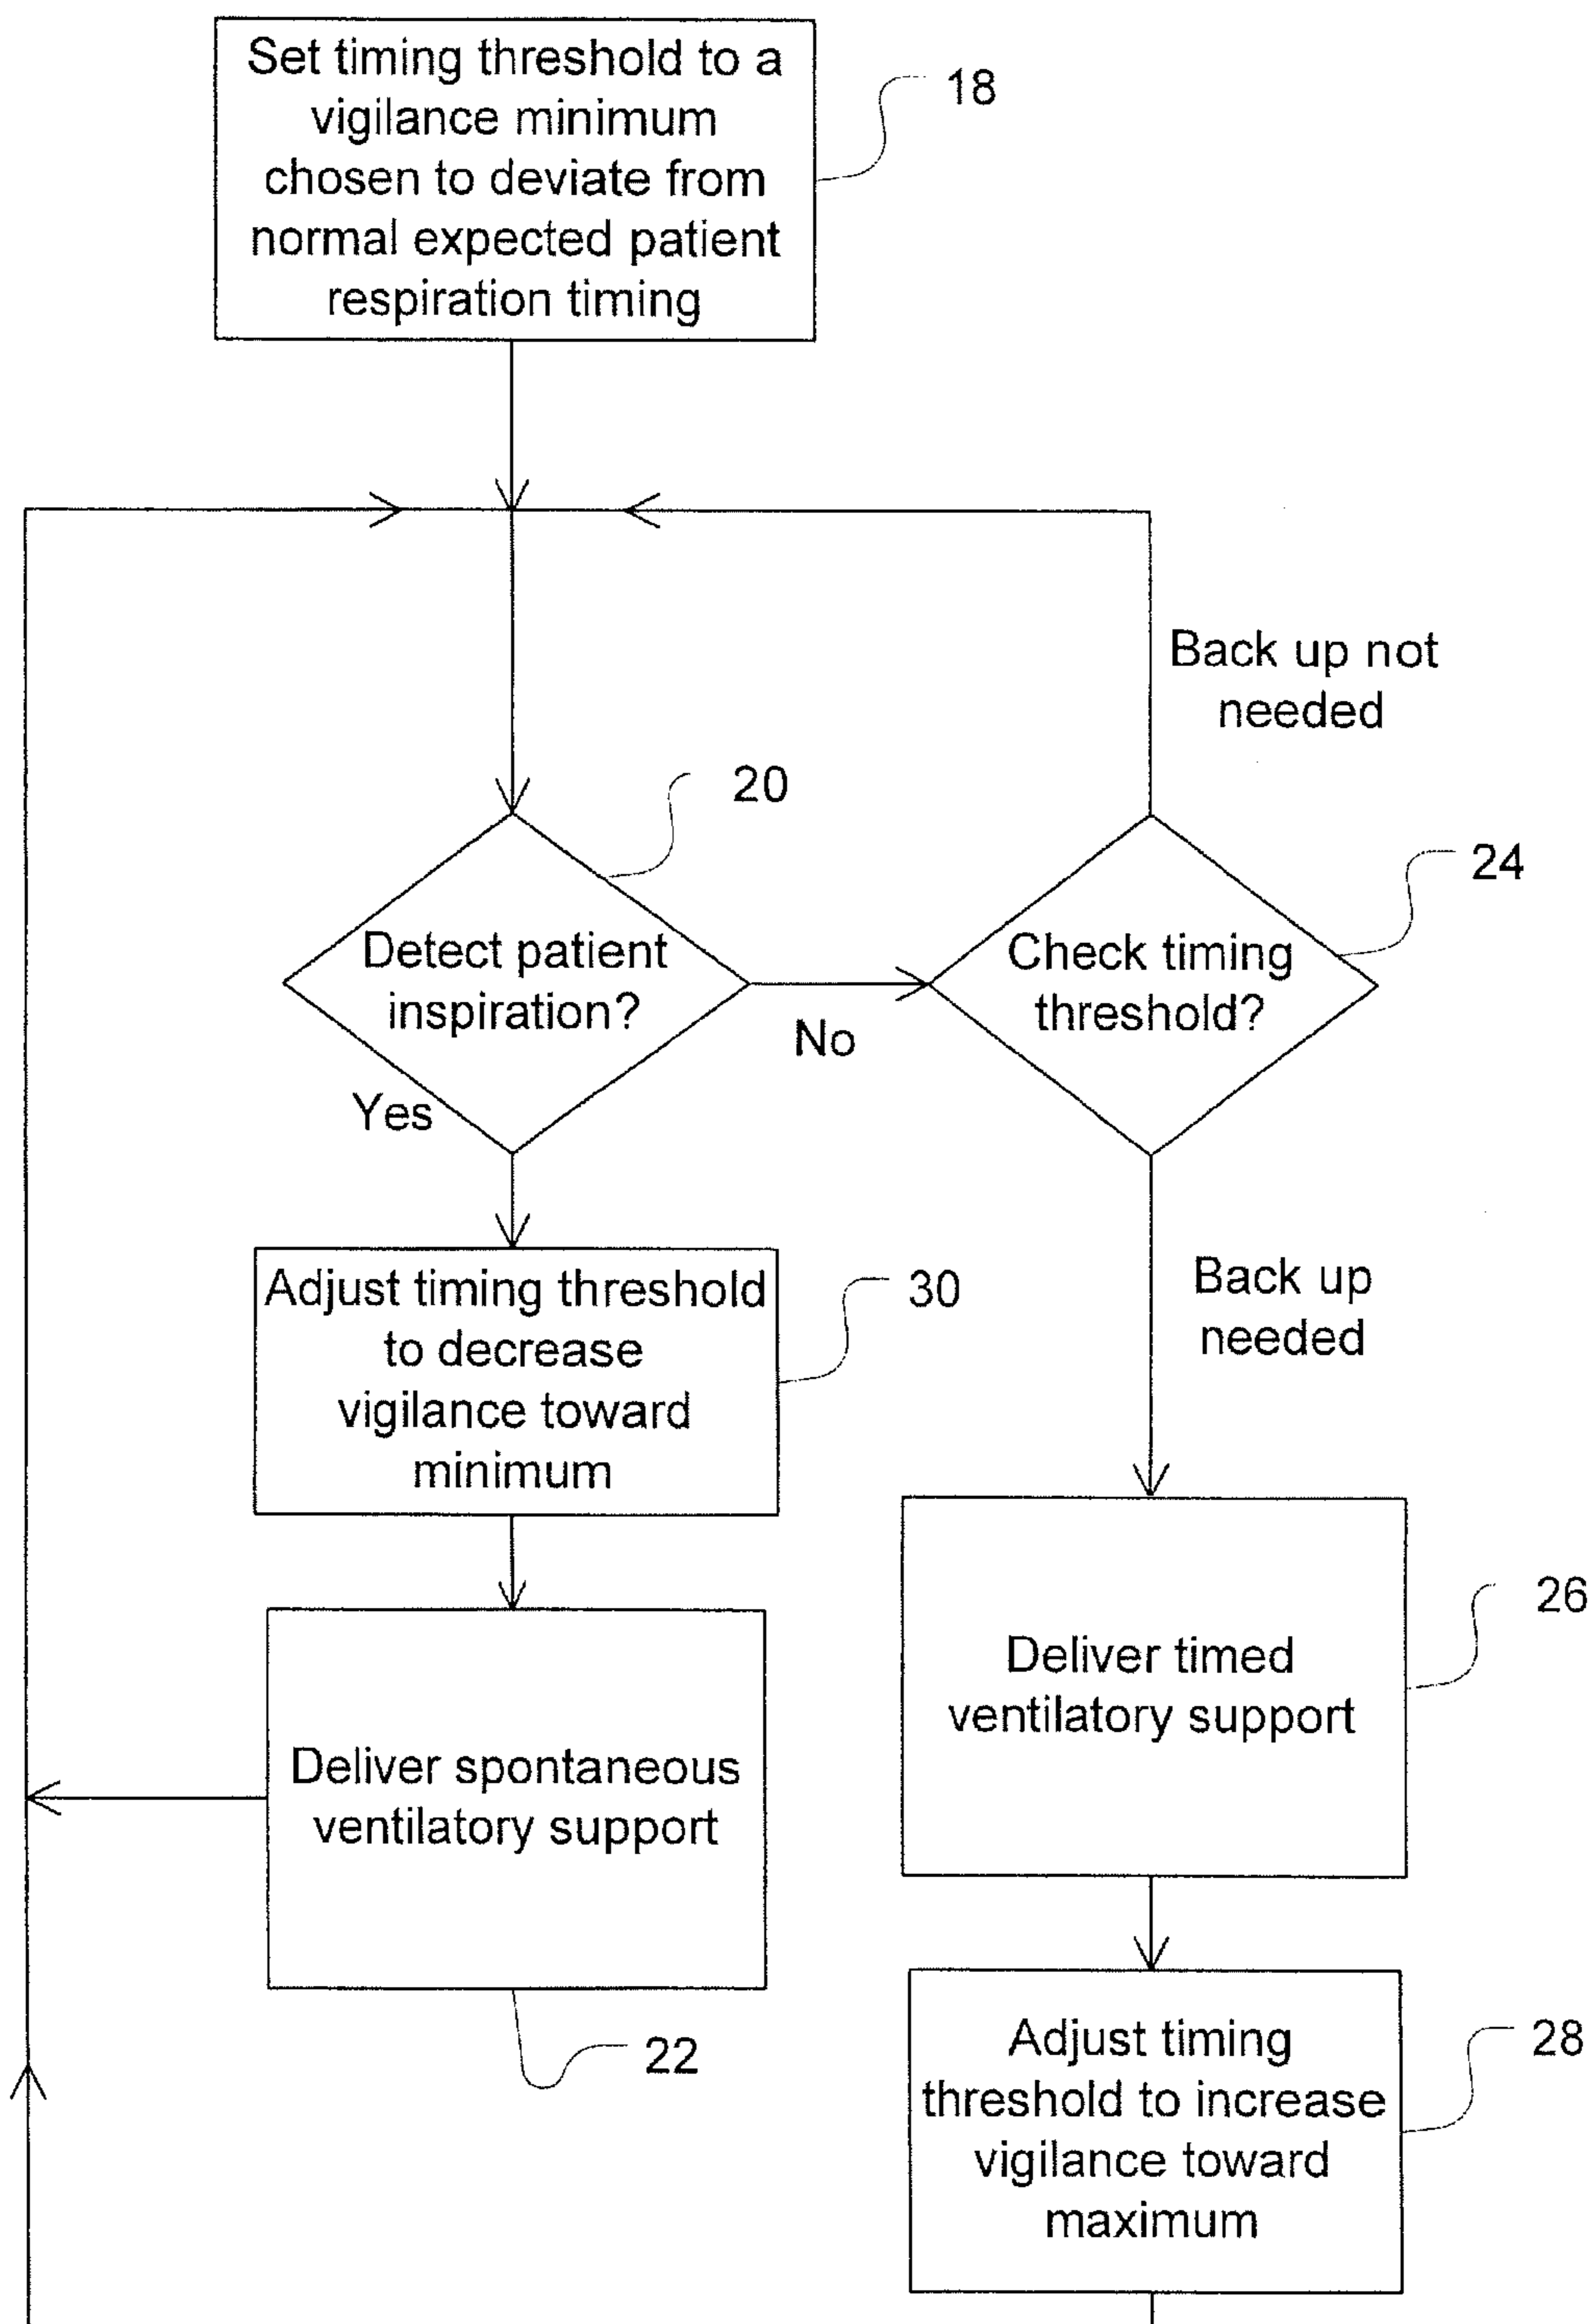 Set timing threshold to a
vigilance minimum
chosen to deviate from
normal expected patient
respiration timing
18
Back up not
needed
20
24
Detect patient
inspiration?
No
Check timing
threshold?
Yes
Adjust timing threshold
to decrease
vigilance toward
minimum
30
Back up
needed
Deliver timed
ventilatory support
26
Deliver spontaneous
ventilatory support
22
Adjust timing
threshold to increase
vigilance toward
maximum
28